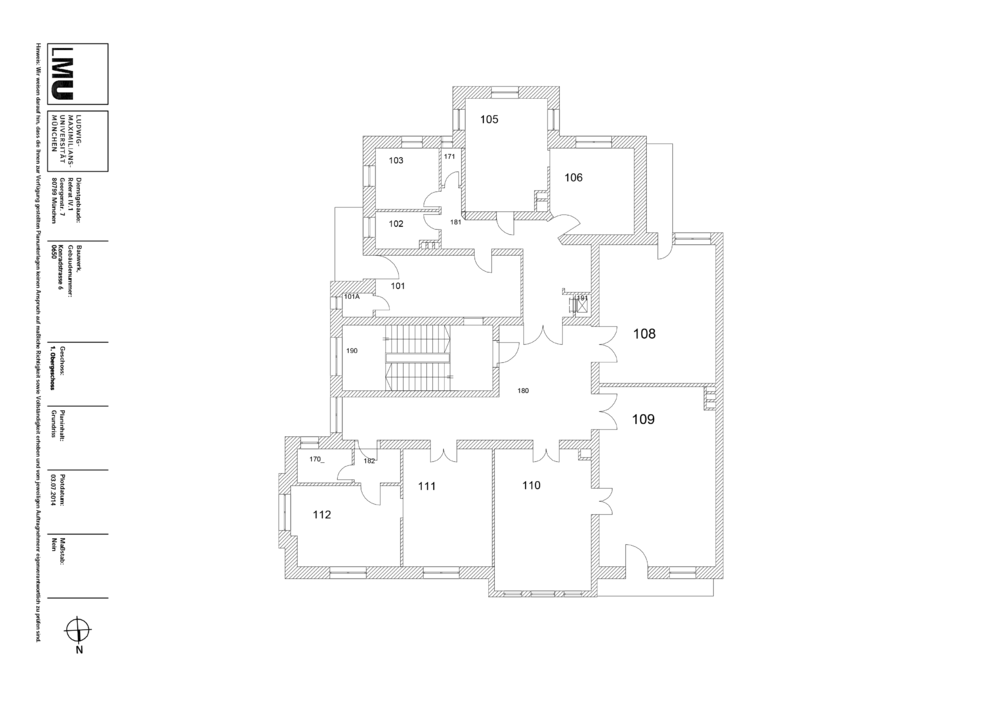 LMU
LUDWIG-
MAXIMILIANS-
UNIVERSITÄT
MÜNCHEN
Dienstgebäude:
Referat IV.1
Georgenstr. 7
80799 München
Bauwerk,
Gebäudenummer:
Konradstrasse 6
0650
Geschoss:
1. Obergeschoss
Planinhalt:
Grundriss
Plotdatum:
03.07.2014
Maßstab:
Nein
Hinweis: Wir weisen darauf hin, dass die Ihnen zur Verfügung gestellten Planunterlagen keinen Anspruch auf maßliche Richtigkeit sowie Vollständigkeit erheben und vom jeweiligen Auftragnehmer eigenverantwortlich zu prüfen sind.
N
105
103
171
106
102
181
101
101A
191
108
190
180
109
170_
182
111
110
112